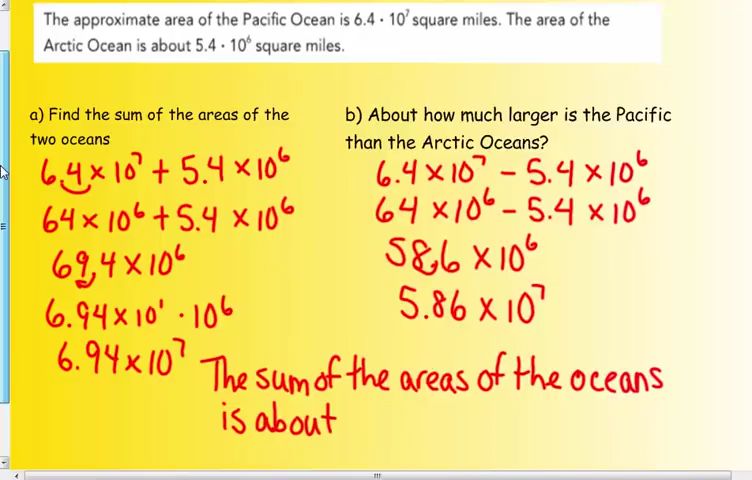 The approximate area of the Pacific Ocean is 6.4 · 10⁷ square miles. The area of the
Arctic Ocean is about 5.4 · 10⁶ square miles.
a) Find the sum of the areas of the
two oceans
6.4 × 10⁷ + 5.4 × 10⁶
64 × 10⁶ + 5.4 × 10⁶
69.4 × 10⁶
6.94 × 10¹ · 10⁶
6.94 × 10⁷
b) About how much larger is the Pacific
than the Arctic Oceans?
6.4 × 10⁷ - 5.4 × 10⁶
64 × 10⁶ - 5.4 × 10⁶
58.6 × 10⁶
5.86 × 10⁷
The sum of the areas of the oceans
is about